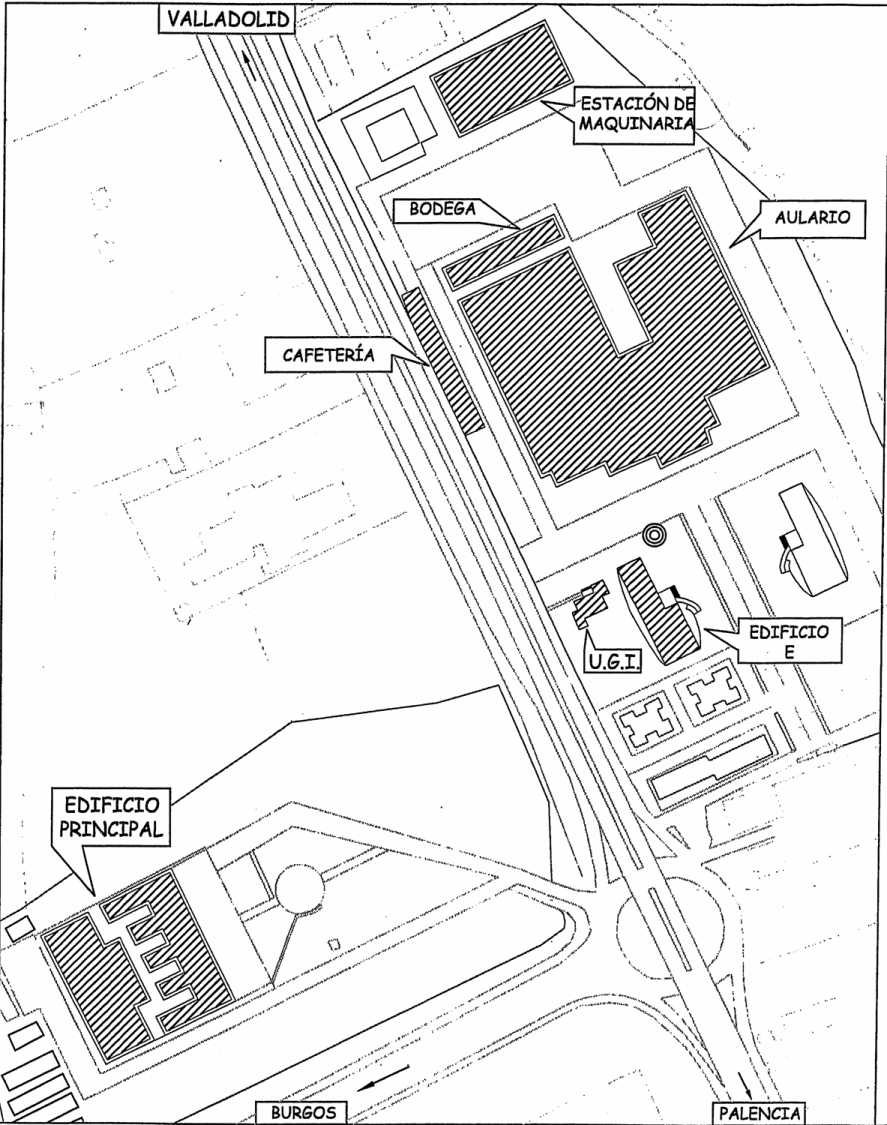 VALLADOLID
ESTACIÓN DE
MAQUINARIA
BODEGA
AULARIO
CAFETERÍA
EDIFICIO
E
U.G.I.
EDIFICIO
PRINCIPAL
BURGOS
PALENCIA